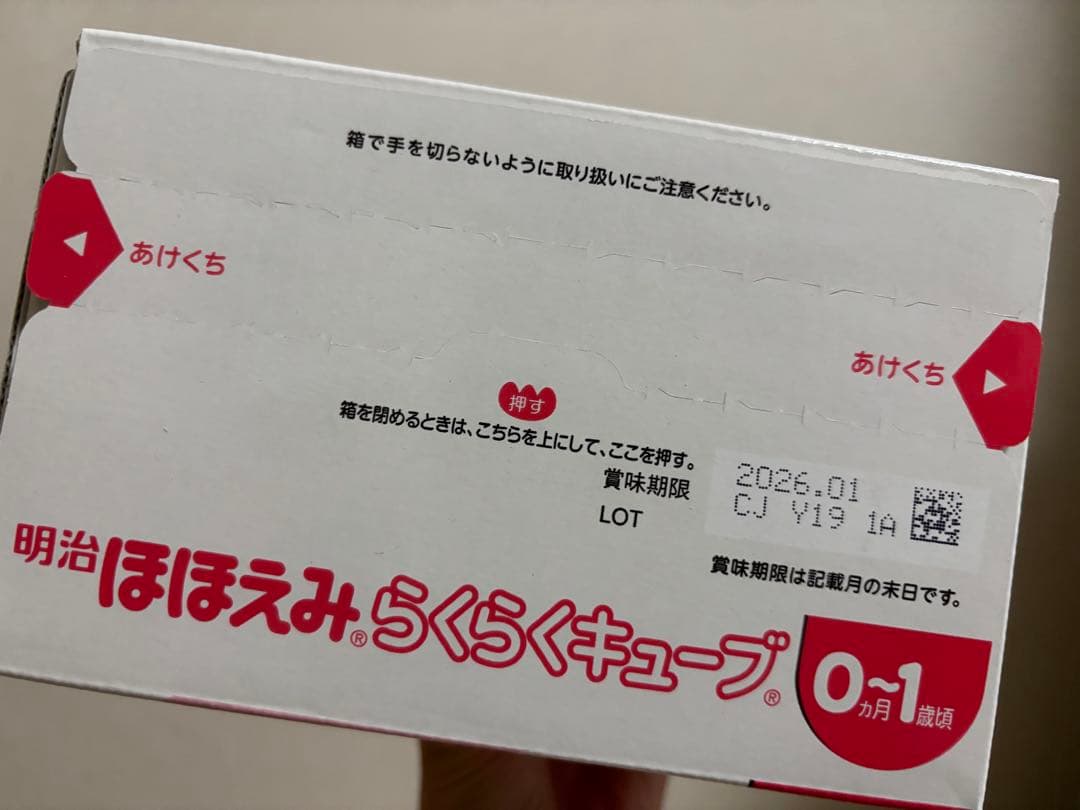 箱で手を切らないように取り扱いにご注意ください。
あけくち
あけくち
押す
箱を閉めるときは、こちらを上にして、ここを押す。
賞味期限 2026.01
LOT CJ Y19 1A
賞味期限は記載月の末日です。
明治ほほえみ® らくらくキューブ®
0ヵ月~1歳頃